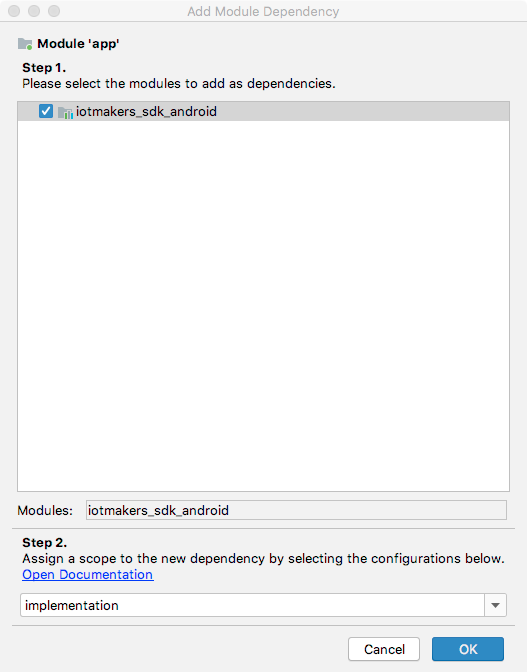 Add Module Dependency
Module 'app'
Step 1.
Please select the modules to add as dependencies.
iotmakers_sdk_android
Modules: iotmakers_sdk_android
Step 2.
Assign a scope to the new dependency by selecting the configurations below.
Open Documentation
implementation
Cancel OK